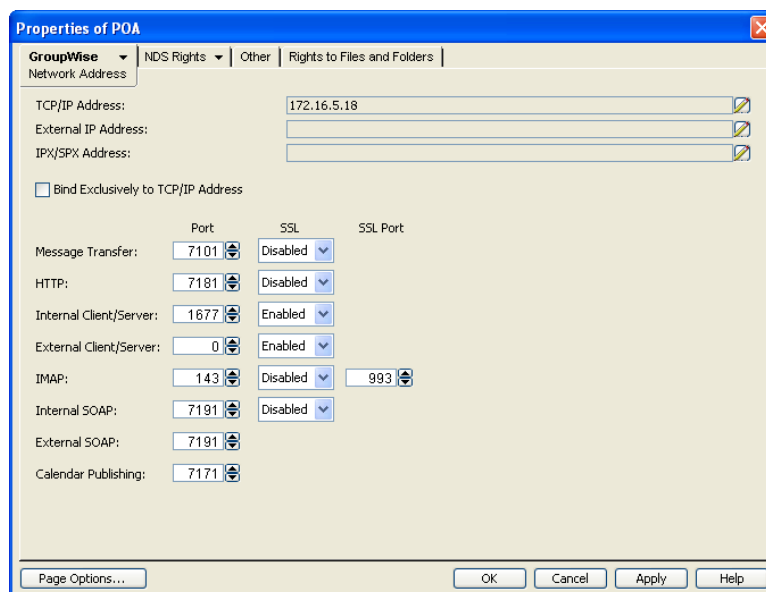 Properties of POA
GroupWise NDS Rights Other Rights to Files and Folders
Network Address
TCP/IP Address: 172.16.5.18
External IP Address:
IPX/SPX Address:
Bind Exclusively to TCP/IP Address
Port SSL SSL Port
Message Transfer: 7101 Disabled
HTTP: 7181 Disabled
Internal Client/Server: 1677 Enabled
External Client/Server: 0 Enabled
IMAP: 143 Disabled 993
Internal SOAP: 7191 Disabled
External SOAP: 7191
Calendar Publishing: 7171
Page Options... OK Cancel Apply Help